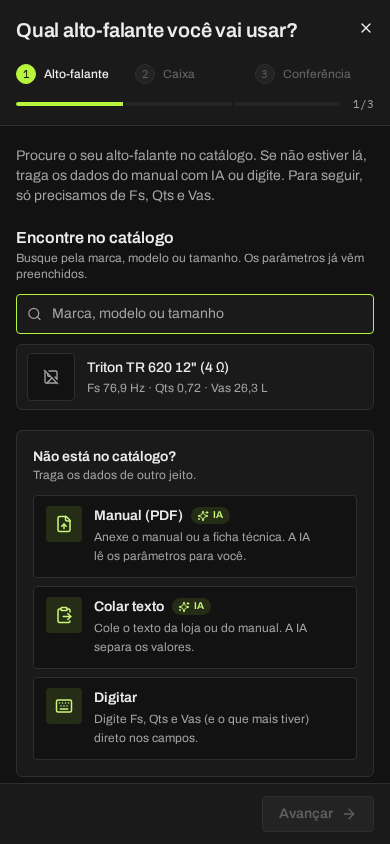 Qual alto-falante você vai usar?
1 Alto-falante
2 Caixa
3 Conferência
1/3
Procure o seu alto-falante no catálogo. Se não estiver lá,
traga os dados do manual com IA ou digite. Para seguir,
só precisamos de Fs, Qts e Vas.
Encontre no catálogo
Busque pela marca, modelo ou tamanho. Os parâmetros já vêm
preenchidos.
Marca, modelo ou tamanho
Triton TR 620 12" (4 Ω)
Fs 76,9 Hz · Qts 0,72 · Vas 26,3 L
Não está no catálogo?
Traga os dados de outro jeito.
Manual (PDF) IA
Anexe o manual ou a ficha técnica. A IA
lê os parâmetros para você.
Colar texto IA
Cole o texto da loja ou do manual. A IA
separa os valores.
Digitar
Digite Fs, Qts e Vas (e o que mais tiver)
direto nos campos.
Avançar